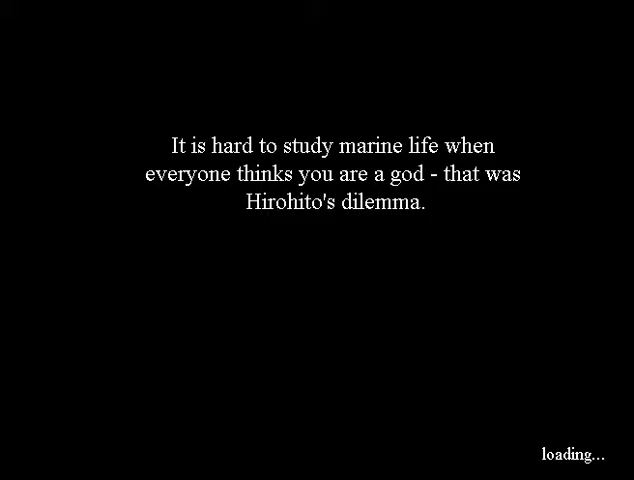 It is hard to study marine life when
everyone thinks you are a god - that was
Hirohito's dilemma.
loading...